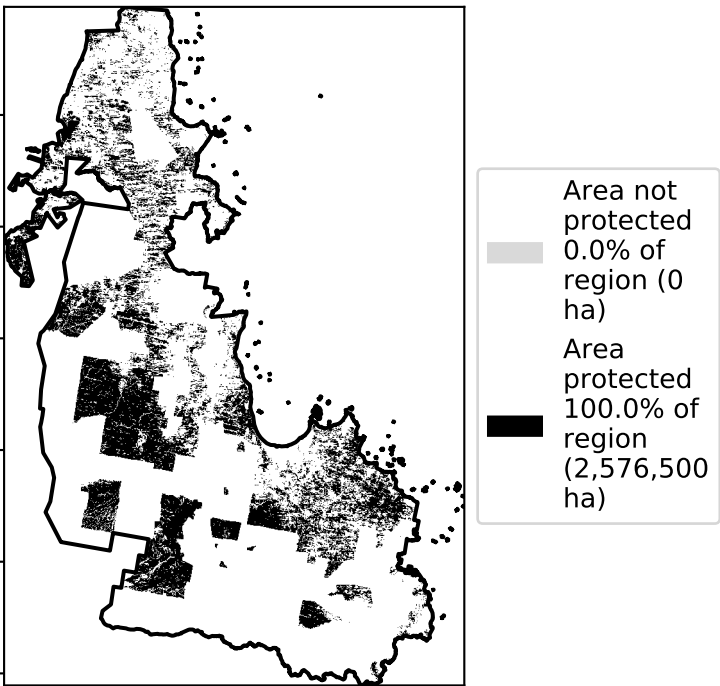 Area not
protected
0.0% of
region (0
ha)
Area
protected
100.0% of
region
(2,576,500
ha)